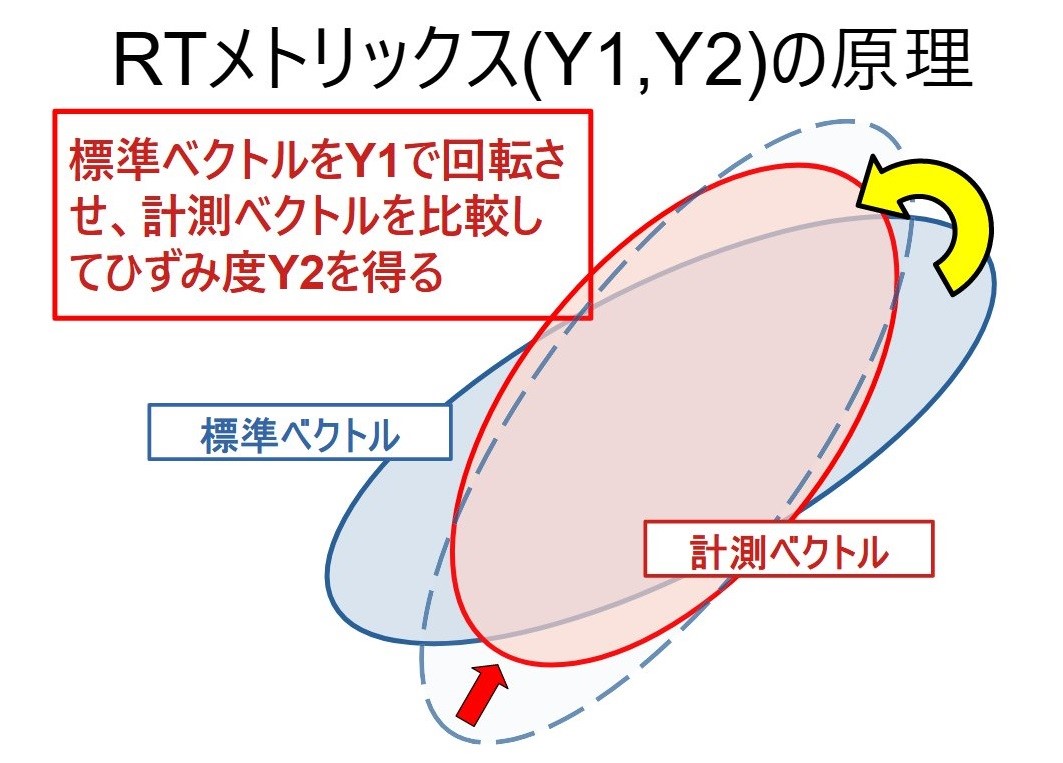 RTメトリックス(Y1,Y2)の原理
標準ベクトルをY1で回転さ
せ、計測ベクトルを比較し
てひずみ度Y2を得る
標準ベクトル
計測ベクトル